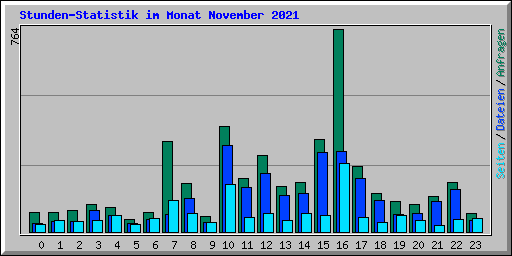 Stunden-Statistik im Monat November 2021
764
Seiten / Dateien / Anfragen
0 1 2 3 4 5 6 7 8 9 10 11 12 13 14 15 16 17 18 19 20 21 22 23